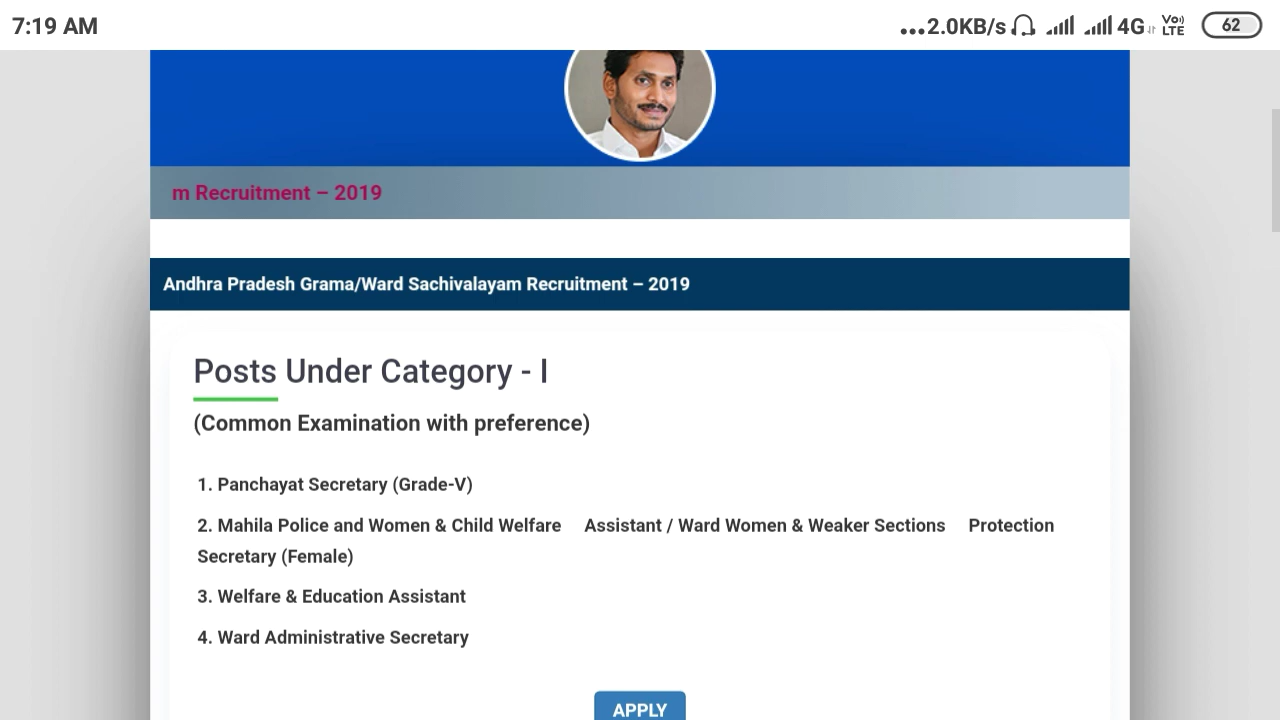 7:19 AM ...2.0KB/s 4G Vo)) LTE 62
m Recruitment – 2019
Andhra Pradesh Grama/Ward Sachivalayam Recruitment – 2019
Posts Under Category - I
(Common Examination with preference)
1. Panchayat Secretary (Grade-V)
2. Mahila Police and Women & Child Welfare Assistant / Ward Women & Weaker Sections Protection
Secretary (Female)
3. Welfare & Education Assistant
4. Ward Administrative Secretary
APPLY